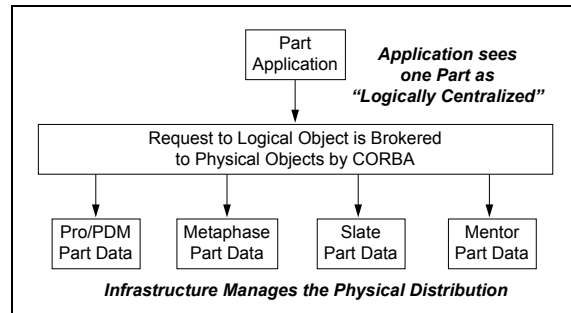 Part
Application
Application sees
one Part as
“Logically Centralized”
Request to Logical Object is Brokered
to Physical Objects by CORBA
Pro/PDM
Part Data
Metaphase
Part Data
Slate
Part Data
Mentor
Part Data
Infrastructure Manages the Physical Distribution